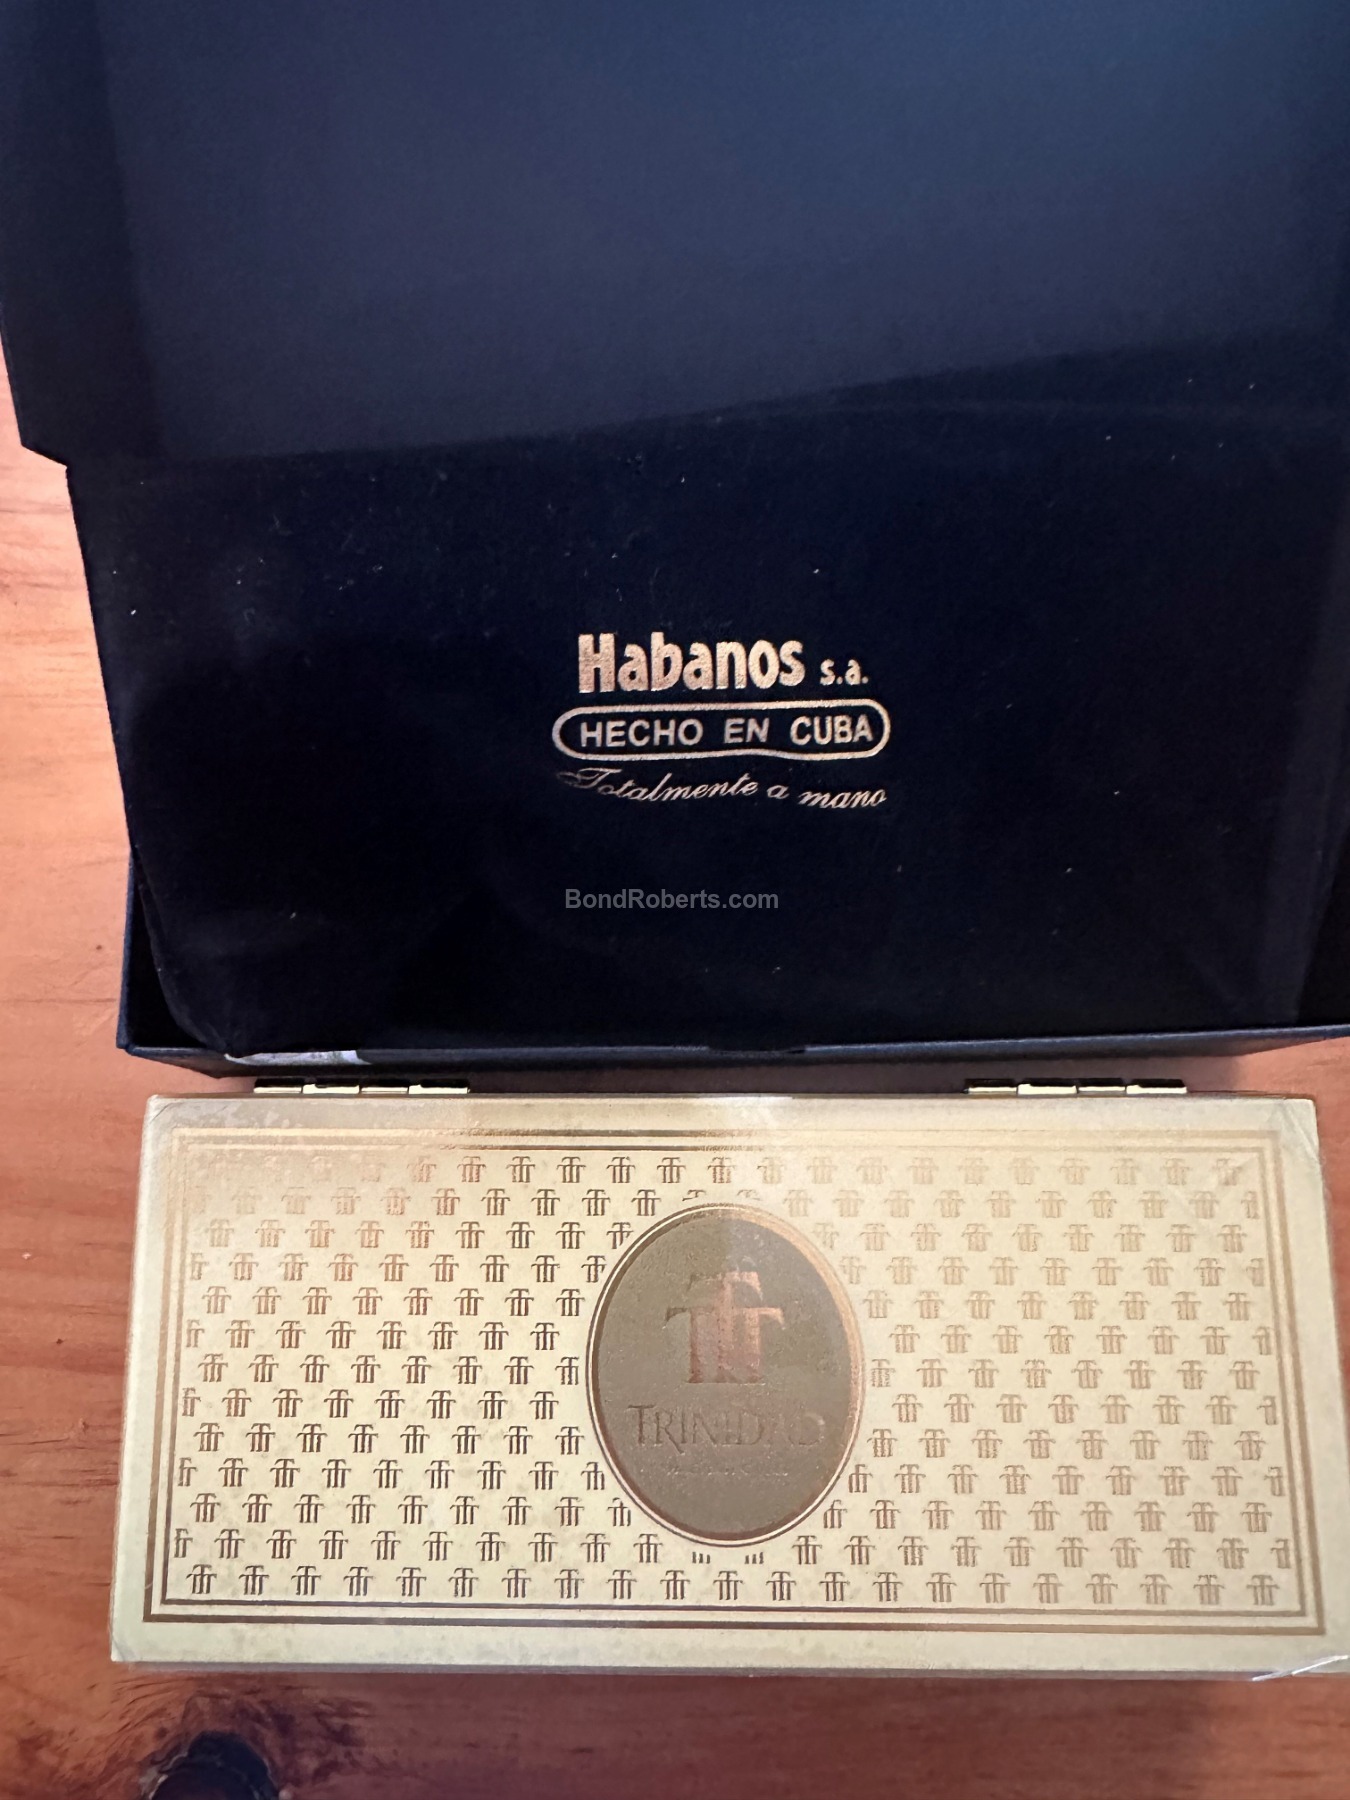 Habanos s.a.
HECHO EN CUBA
Totalmente a mano
BondRoberts.com
TRINIDAD